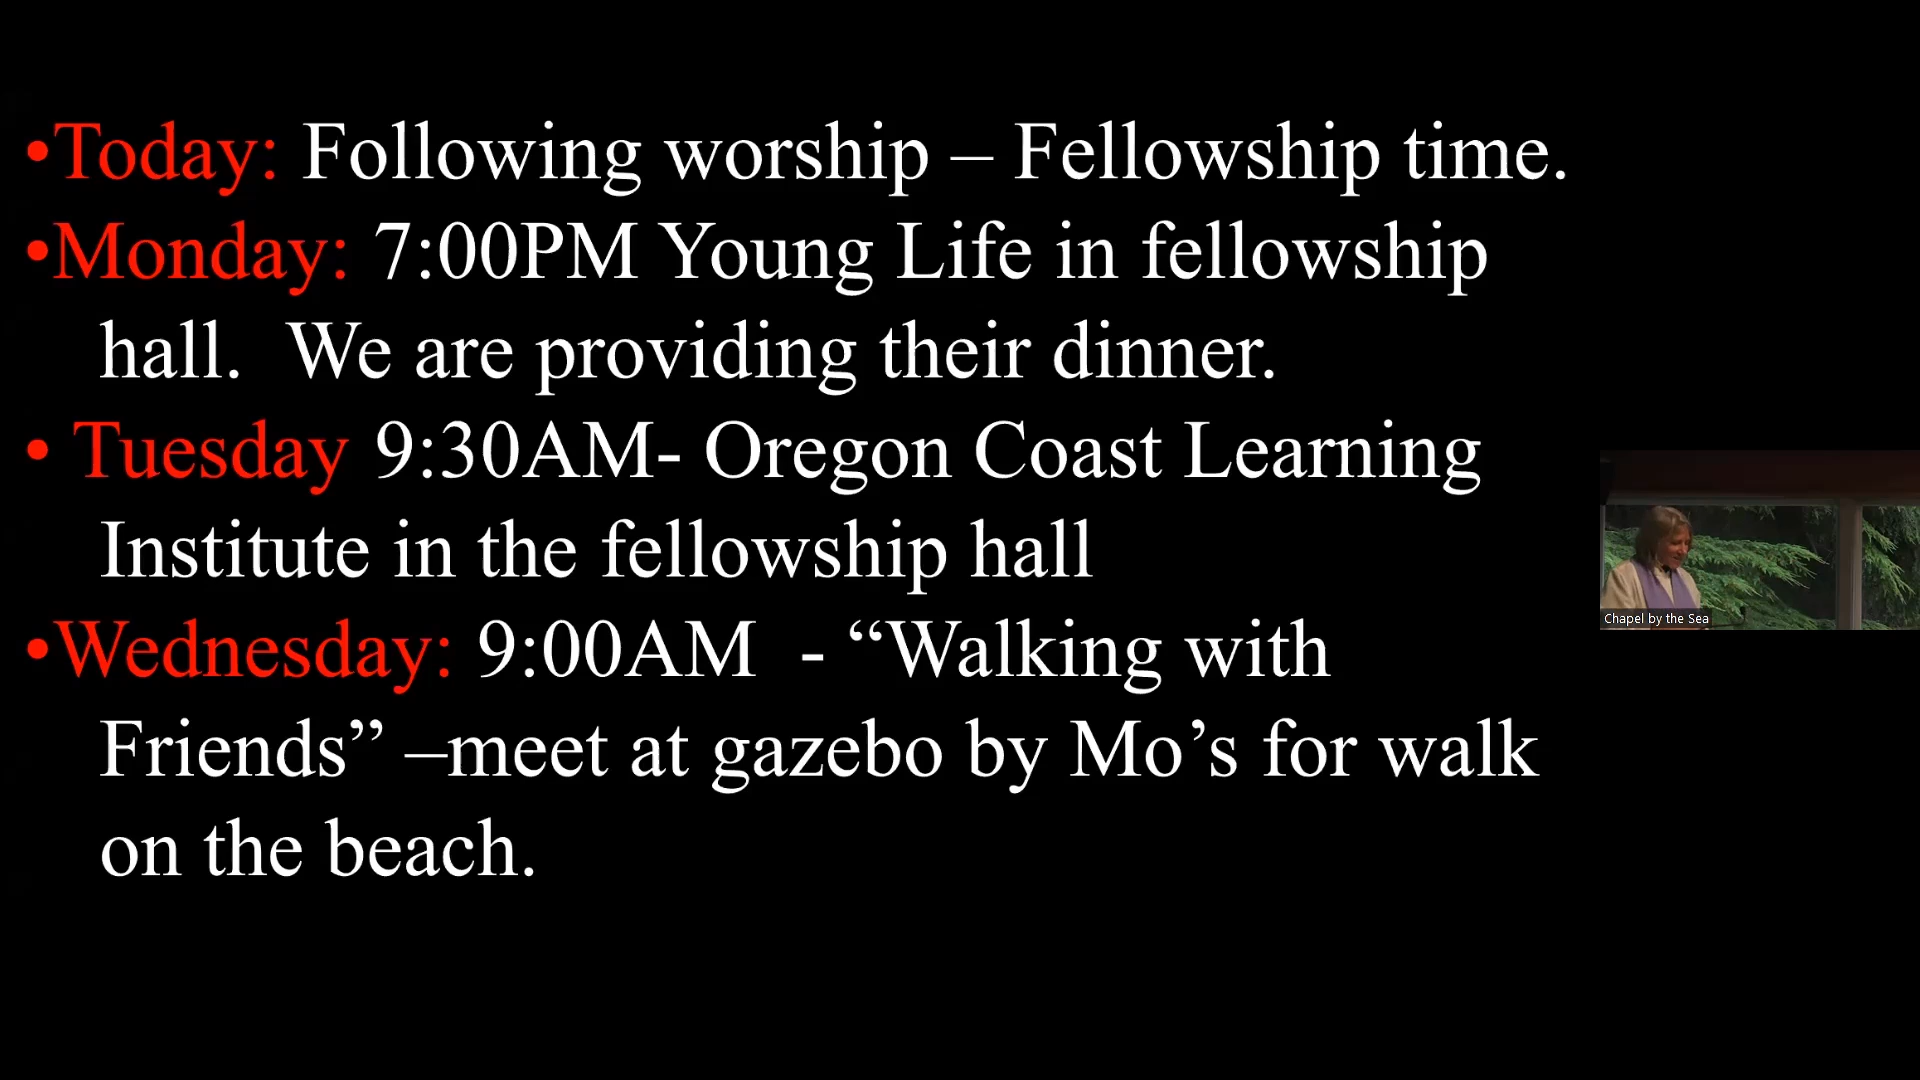 •Today: Following worship – Fellowship time.
•Monday: 7:00PM Young Life in fellowship
hall.  We are providing their dinner.
• Tuesday 9:30AM- Oregon Coast Learning
Institute in the fellowship hall
•Wednesday: 9:00AM  - “Walking with
Friends” –meet at gazebo by Mo’s for walk
on the beach.
Chapel by the Sea